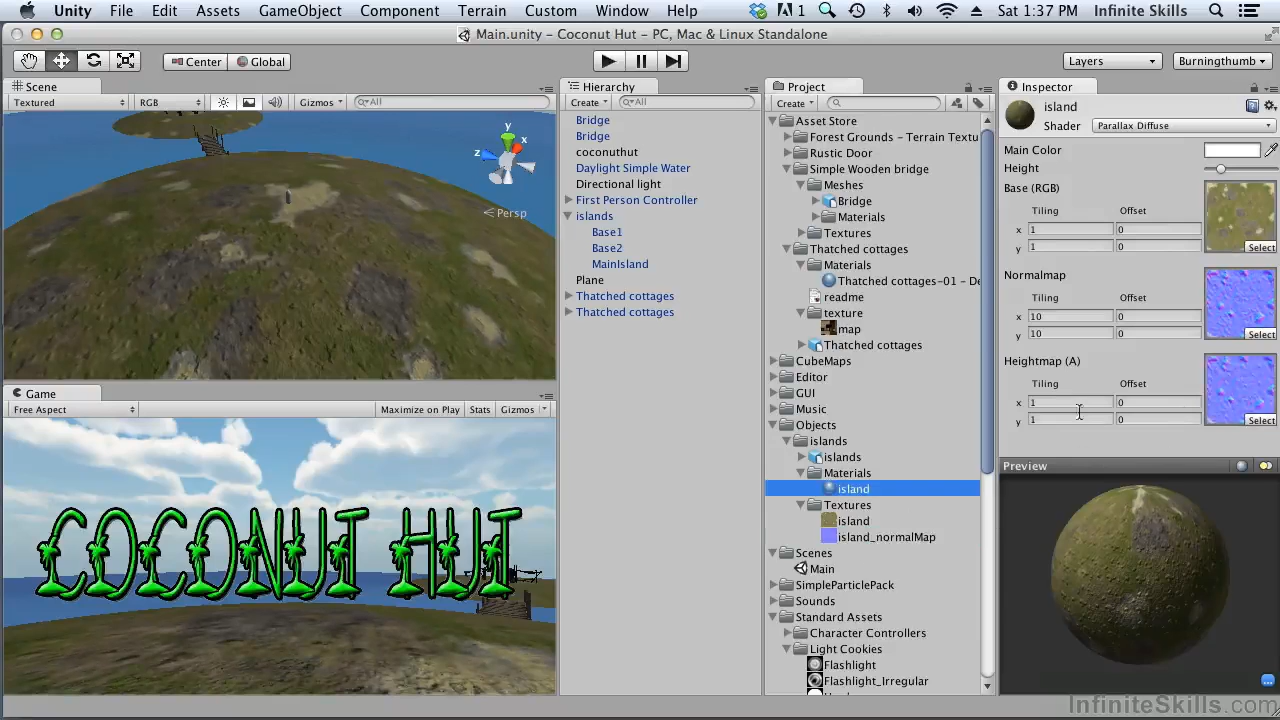 Unity File Edit Assets GameObject Component Terrain Custom Window Help 1 Sat 1:37 PM Infinite Skills
Main.unity – Coconut Hut – PC, Mac & Linux Standalone
Center Global Layers Burningthumb
Scene
Textured RGB Gizmos All
y
x
z
Persp
Game
Free Aspect Maximize on Play Stats Gizmos
COCONUT HUT
Hierarchy
Create All
Bridge
Bridge
coconuthut
Daylight Simple Water
Directional light
First Person Controller
islands
Base1
Base2
MainIsland
Plane
Thatched cottages
Thatched cottages
Project
Create
Asset Store
Forest Grounds – Terrain Textu
Rustic Door
Simple Wooden bridge
Meshes
Bridge
Materials
Textures
Thatched cottages
Materials
Thatched cottages-01 – De
readme
texture
map
Thatched cottages
CubeMaps
Editor
GUI
Music
Objects
islands
islands
Materials
island
Textures
island
island_normalMap
Scenes
Main
SimpleParticlePack
Sounds
Standard Assets
Character Controllers
Light Cookies
Flashlight
Flashlight_Irregular
Inspector
island
Shader Parallax Diffuse
Main Color
Height
Base (RGB)
Tiling Offset
x 1 0
y 1 0
Select
Normalmap
Tiling Offset
x 10 0
y 10 0
Select
Heightmap (A)
Tiling Offset
x 1 0
y 1 0
Select
Preview
InfiniteSkills.com